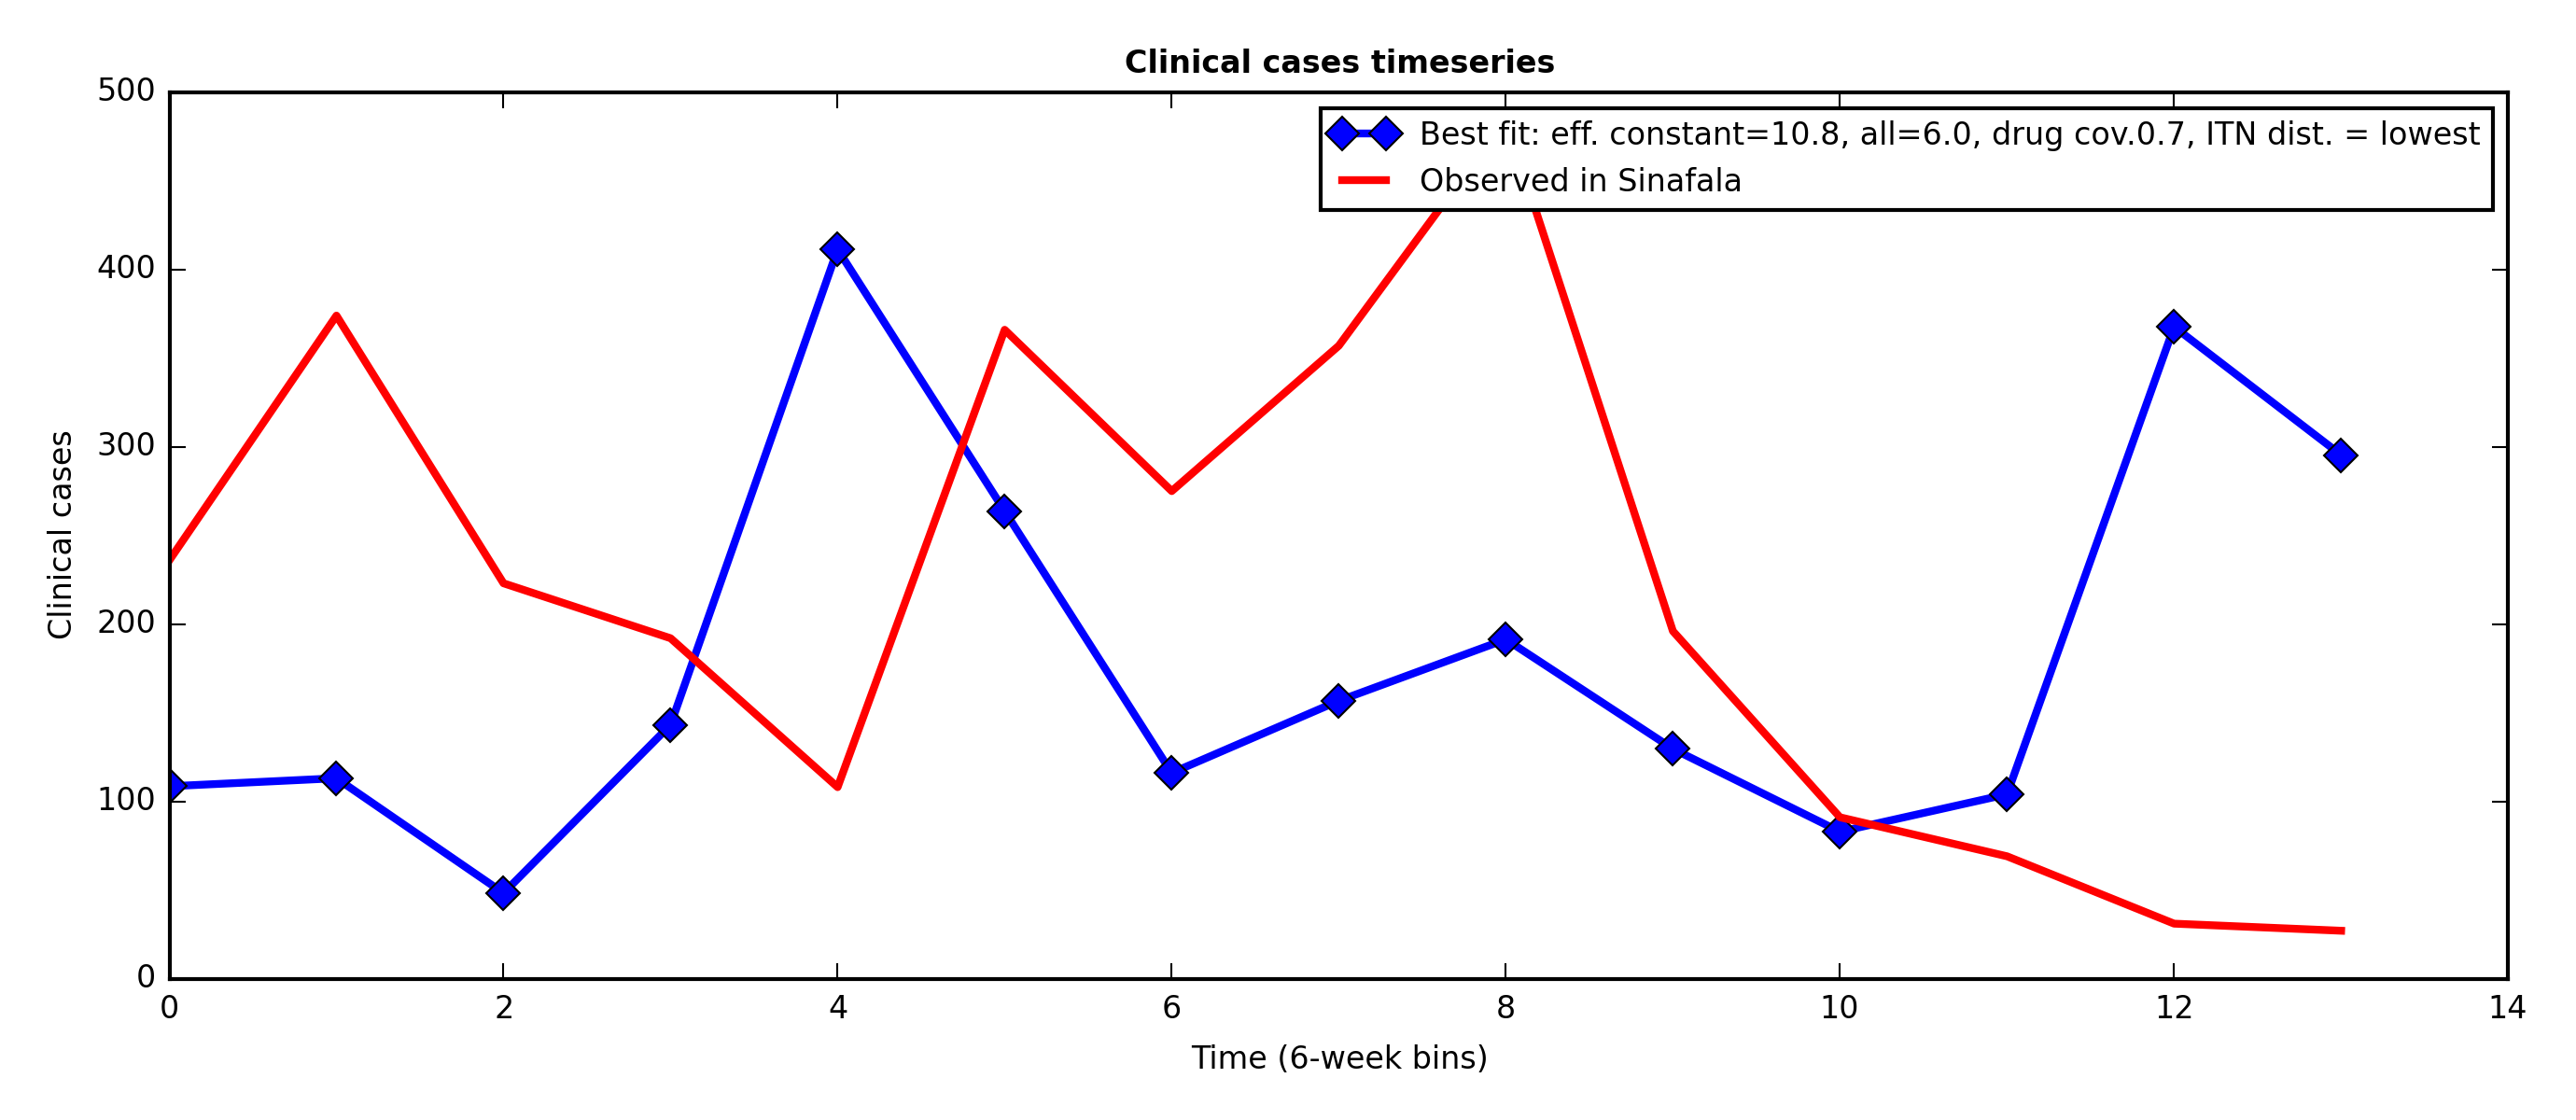 Clinical cases timeseries
Best fit: eff. constant=10.8, all=6.0, drug cov.0.7, ITN dist. = lowest
Observed in Sinafala
500
400
300
200
100
0
Clinical cases
0 2 4 6 8 10 12 14
Time (6-week bins)